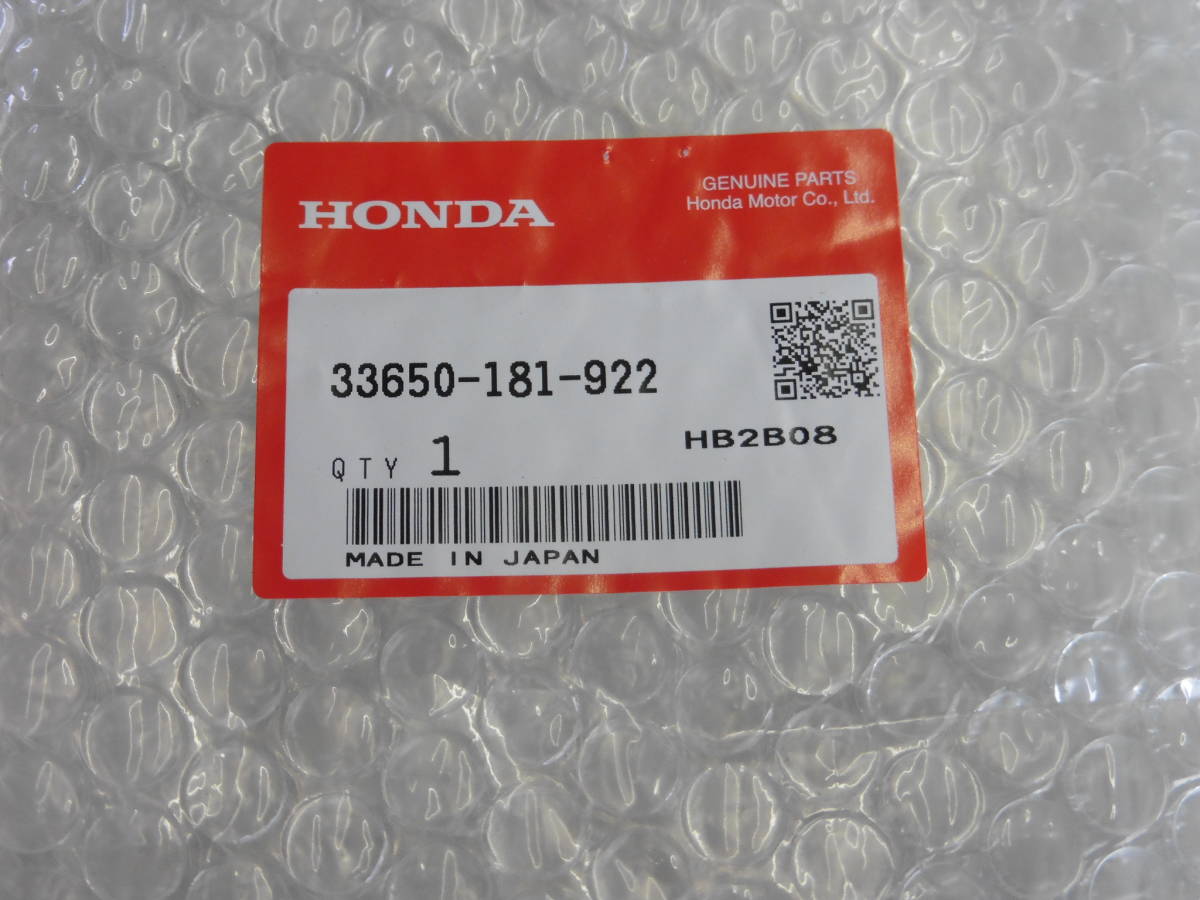 HONDA
GENUINE PARTS
Honda Motor Co., Ltd.
33650-181-922
HB2B08
QTY 1
MADE IN JAPAN